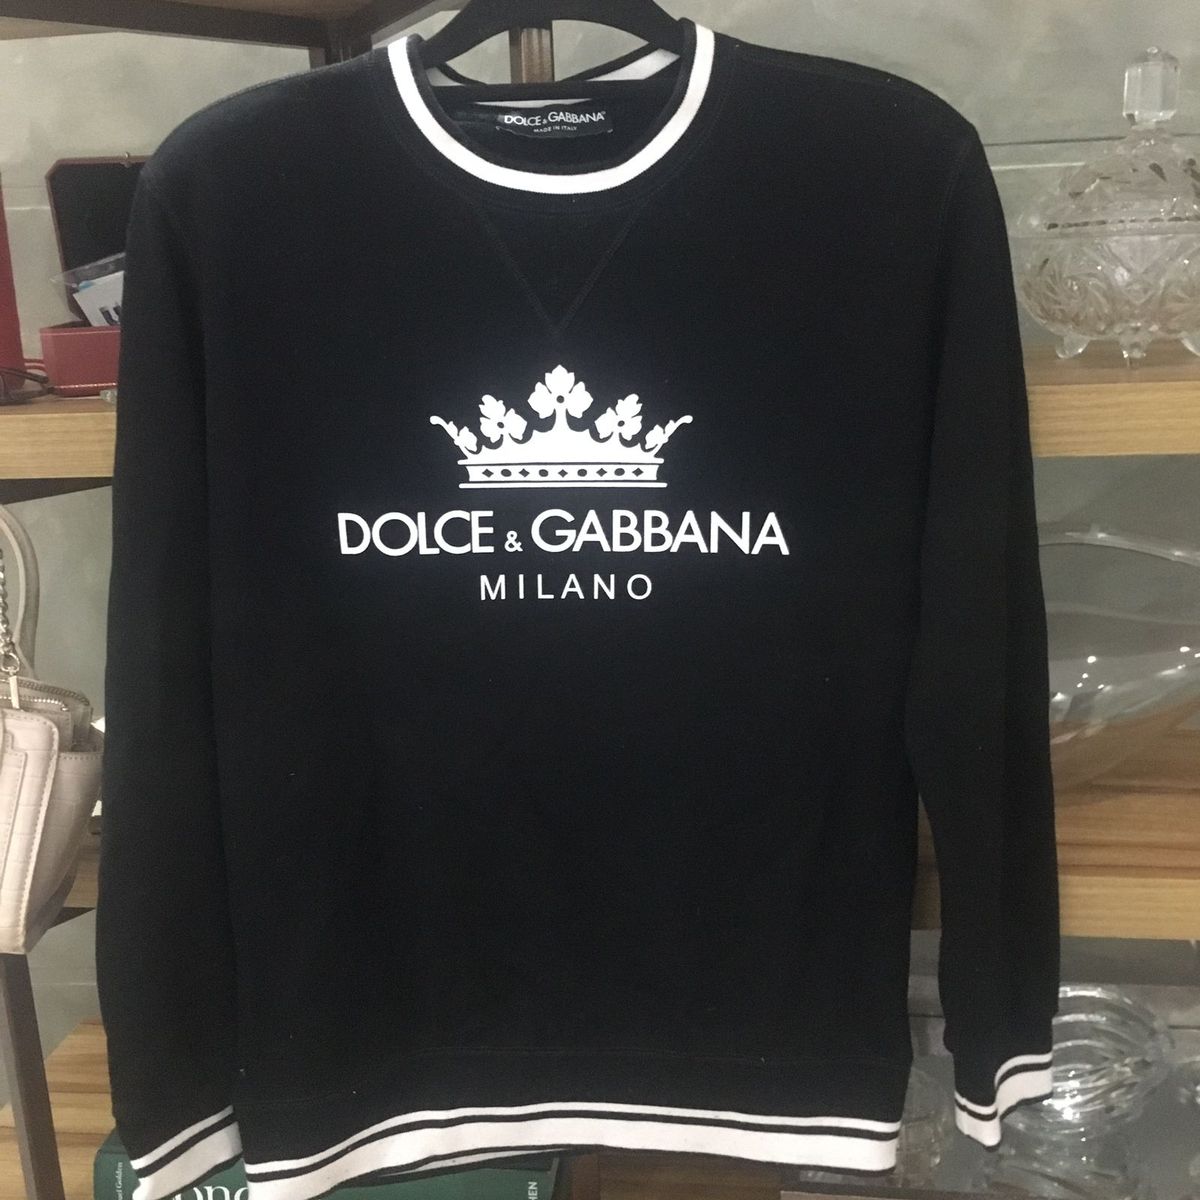 DOLCE & GABBANA®
MADE IN ITALY
DOLCE & GABBANA
MILANO